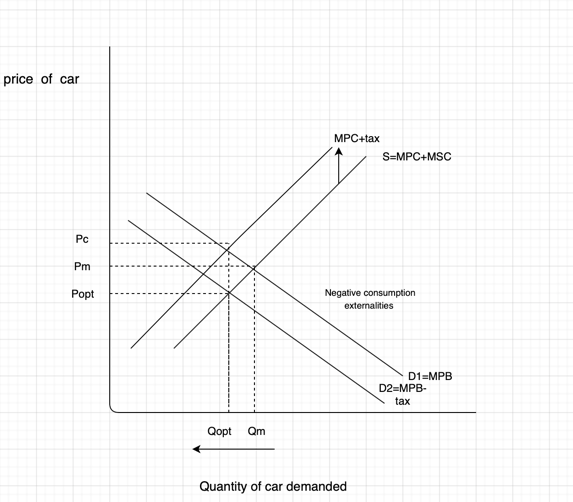 price of car
MPC+tax
S=MPC+MSC
Pc
Pm
Popt
Negative consumption
externalities
D1=MPB
D2=MPB-
tax
Qopt
Qm
Quantity of car demanded